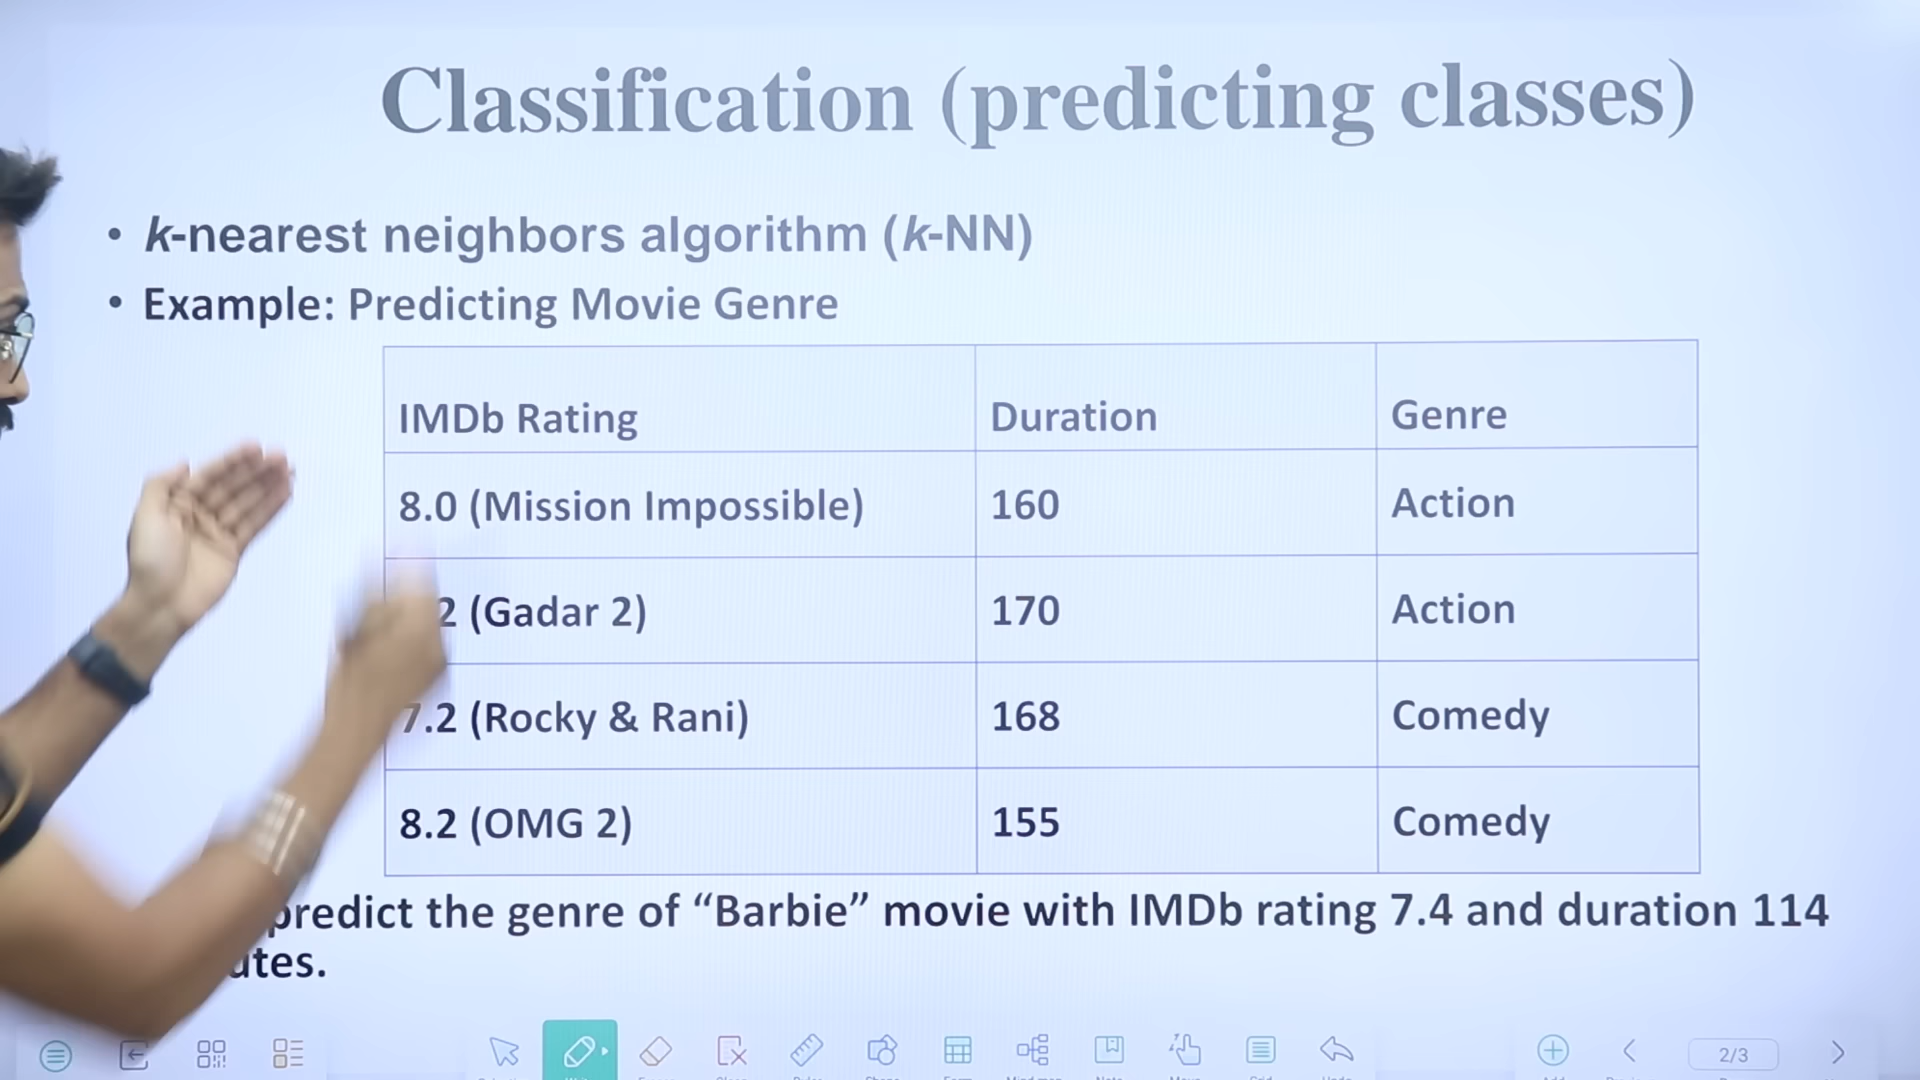 Classification (predicting classes)
• k-nearest neighbors algorithm (k-NN)
• Example: Predicting Movie Genre
IMDb Rating Duration Genre
8.0 (Mission Impossible) 160 Action
2 (Gadar 2) 170 Action
7.2 (Rocky & Rani) 168 Comedy
8.2 (OMG 2) 155 Comedy
predict the genre of “Barbie” movie with IMDb rating 7.4 and duration 114
utes.
2/3